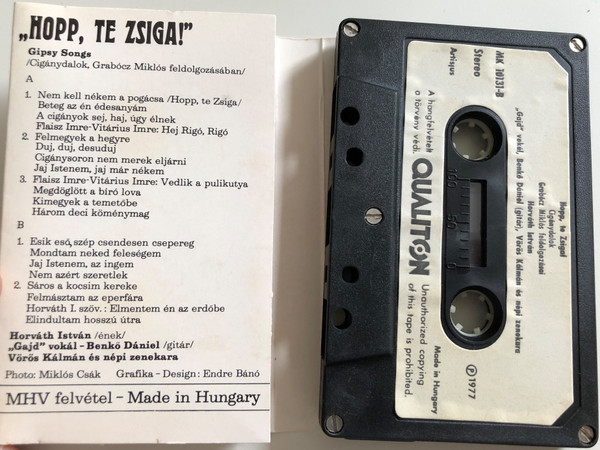 „HOPP, TE ZSIGA!”
Gipsy Songs
/Cigánydalok, Grabócz Miklós feldolgozásában/
A
1. Nem kell nékem a pogácsa /Hopp, te Zsiga/
Beteg az én édesanyám
A cigányok sej, haj, úgy élnek
Flaisz Imre-Vitárius Imre: Hej Rigó, Rigó
2. Felmegyek a hegyre
Duj, duj, desuduj
Cigánysoron nem merek eljárni
Jaj Istenem, jaj már nékem
3. Flaisz Imre-Vitárius Imre: Vedlik a pulikutya
Megdöglött a bíró lova
Kimegyek a temetőbe
Három deci köménymag
B
1. Esik eső, szép csendesen csepereg
Mondtam neked feleségem
Jaj Istenem, az ingem
Nem azért szeretlek
2. Sáros a kocsim kereke
Felmásztam az eperfára
Horváth I. szöv.: Elmentem én az erdőbe
Elindultam hosszú útra
Horváth István /ének/
„Gajd” vokál – Benkő Dániel /gitár/
Vörös Kálmán és népi zenekara
Photo: Miklós Csák Grafika – Design: Endre Bánó
MHV felvétel – Made in Hungary
MK 10131-B
Stereo
Artisjus
A hangfelvételt
a törvény védi.
QUALITON
100 50 0
Unauthorized copying
of this tape is prohibited.
Made in Hungary
Ⓟ 1977
Hopp, te Zsiga!
Cigánydalok
Grabócz Miklós feldolgozásai
Horváth István
„Gajd” vokál, Benkő Dániel (gitár), Vörös Kálmán és népi zenekara